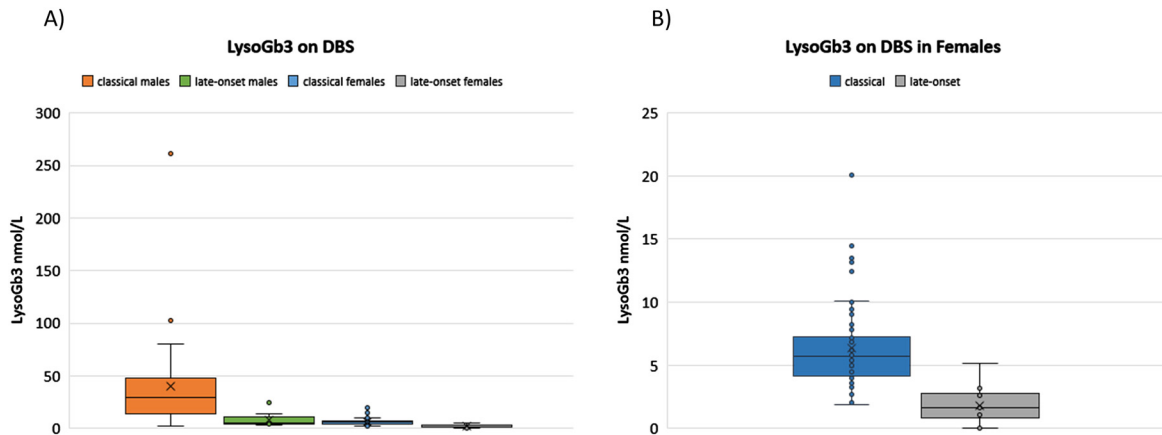 A)
LysoGb3 on DBS
classical males late-onset males classical females late-onset females
300
250
200
150
100
50
0
LysoGb3 nmol/L
B)
LysoGb3 on DBS in Females
classical late-onset
25
20
15
10
5
0
LysoGb3 nmol/L